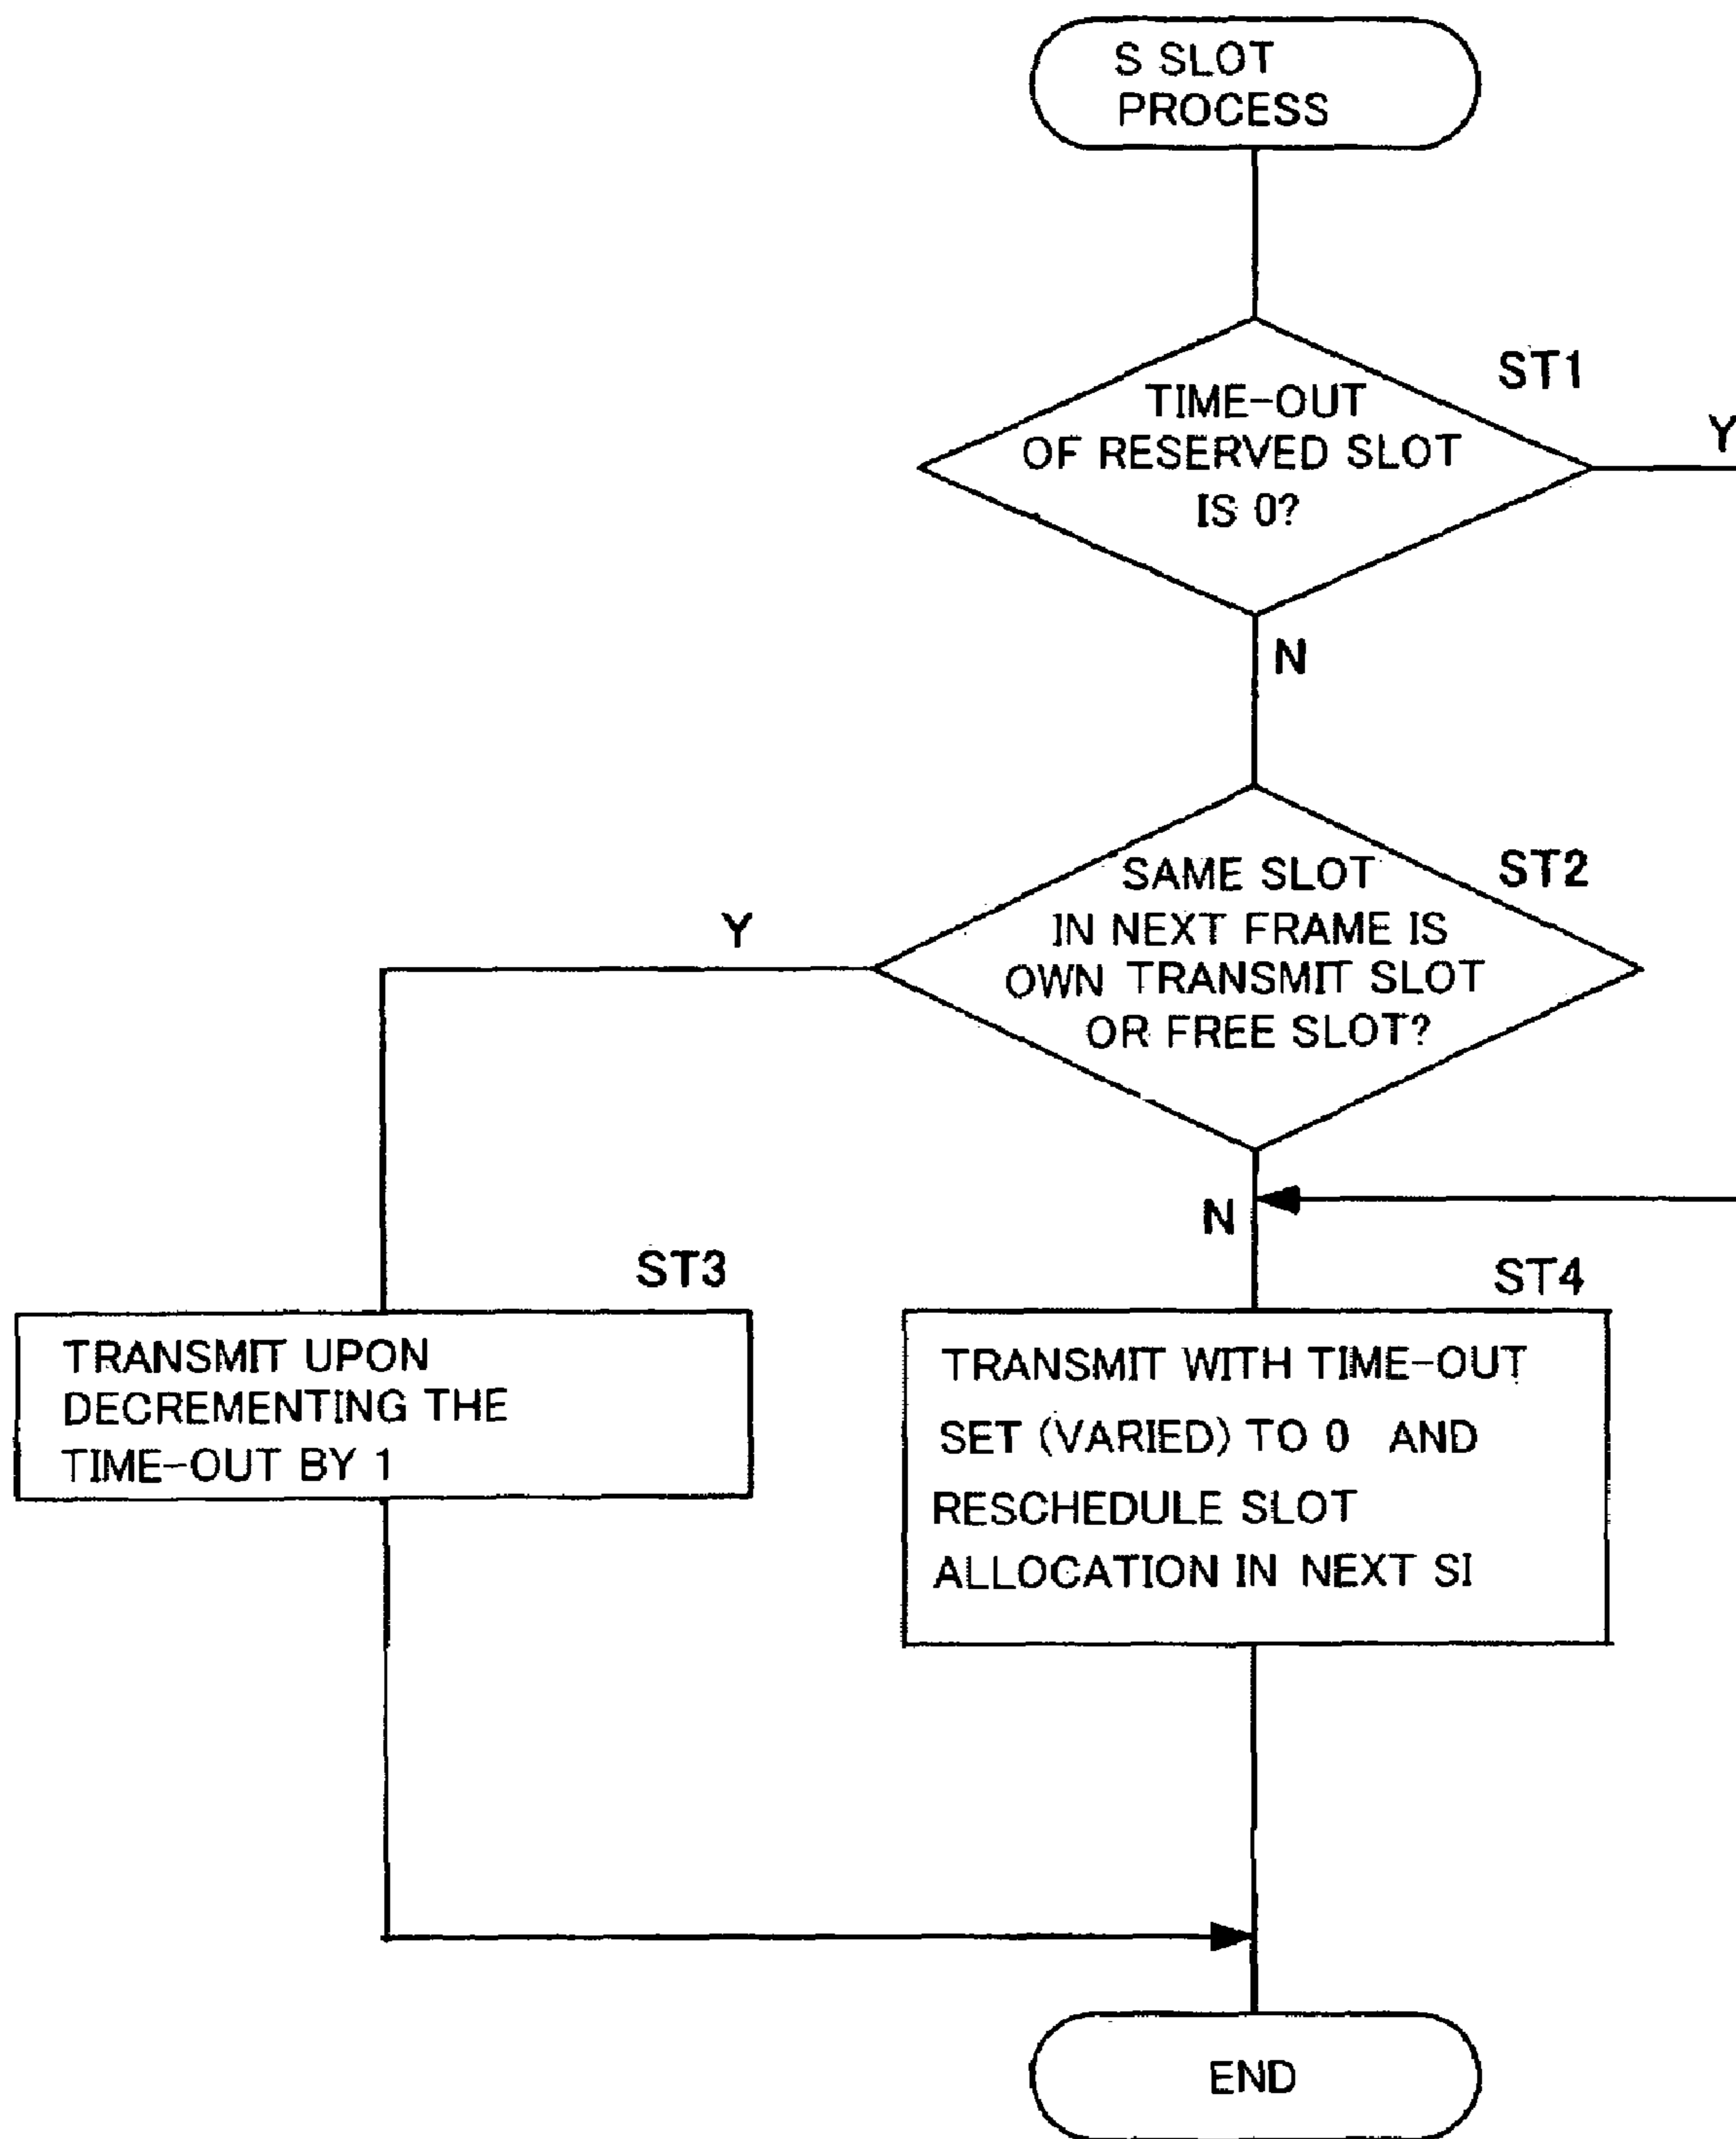 S SLOT
PROCESS
ST1
TIME-OUT
OF RESERVED SLOT
IS 0?
Y
N
ST2
SAME SLOT
IN NEXT FRAME IS
OWN TRANSMIT SLOT
OR FREE SLOT?
Y
N
ST3
TRANSMIT UPON
DECREMENTING THE
TIME-OUT BY 1
ST4
TRANSMIT WITH TIME-OUT
SET (VARIED) TO 0 AND
RESCHEDULE SLOT
ALLOCATION IN NEXT SI
END